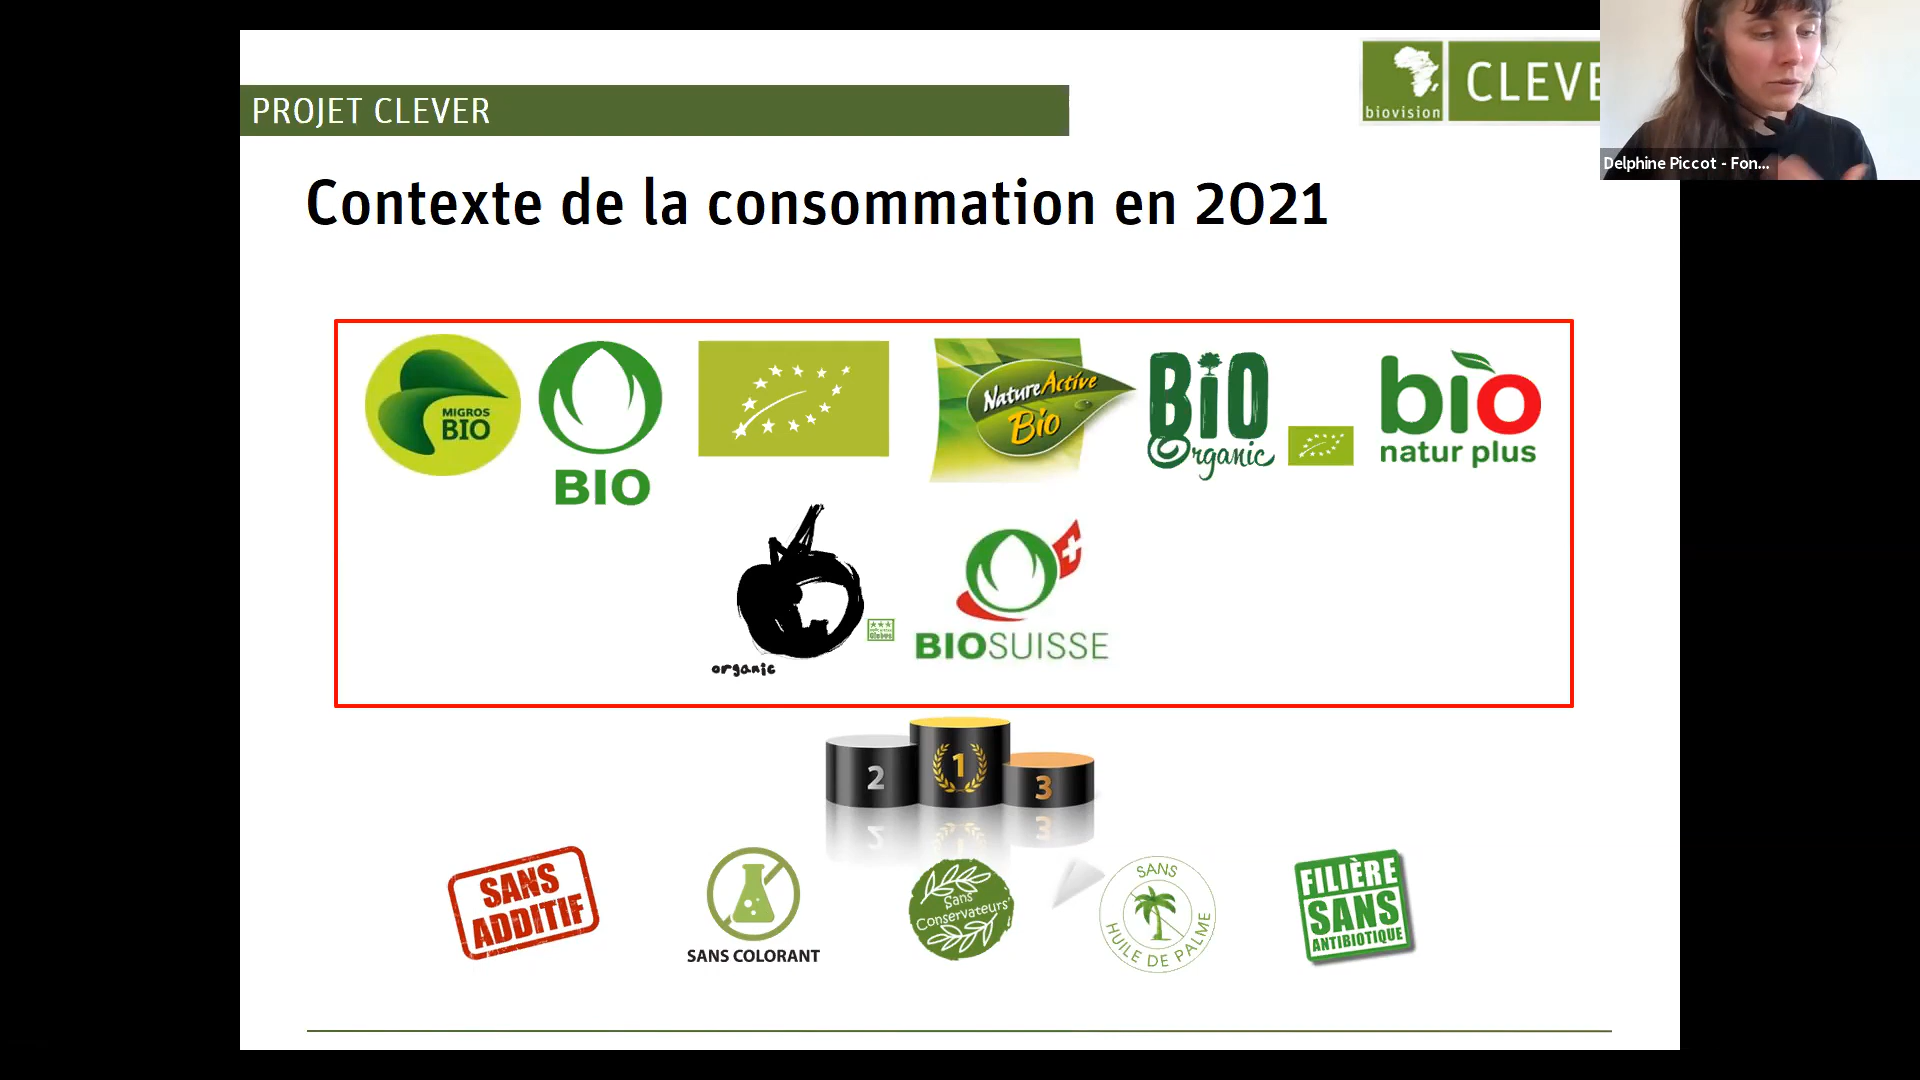 PROJET CLEVER
biovision
CLEVE
Delphine Piccot - Fon...
Contexte de la consommation en 2021
MIGROS
BIO
BIO
NatureActive
Bio
BiO
Organic
bio
natur plus
organic
Globus
BIOSUISSE
2
1
3
SANS
ADDITIF
SANS COLORANT
Sans
Conservateurs
SANS
HUILE DE PALME
FILIÈRE
SANS
ANTIBIOTIQUE